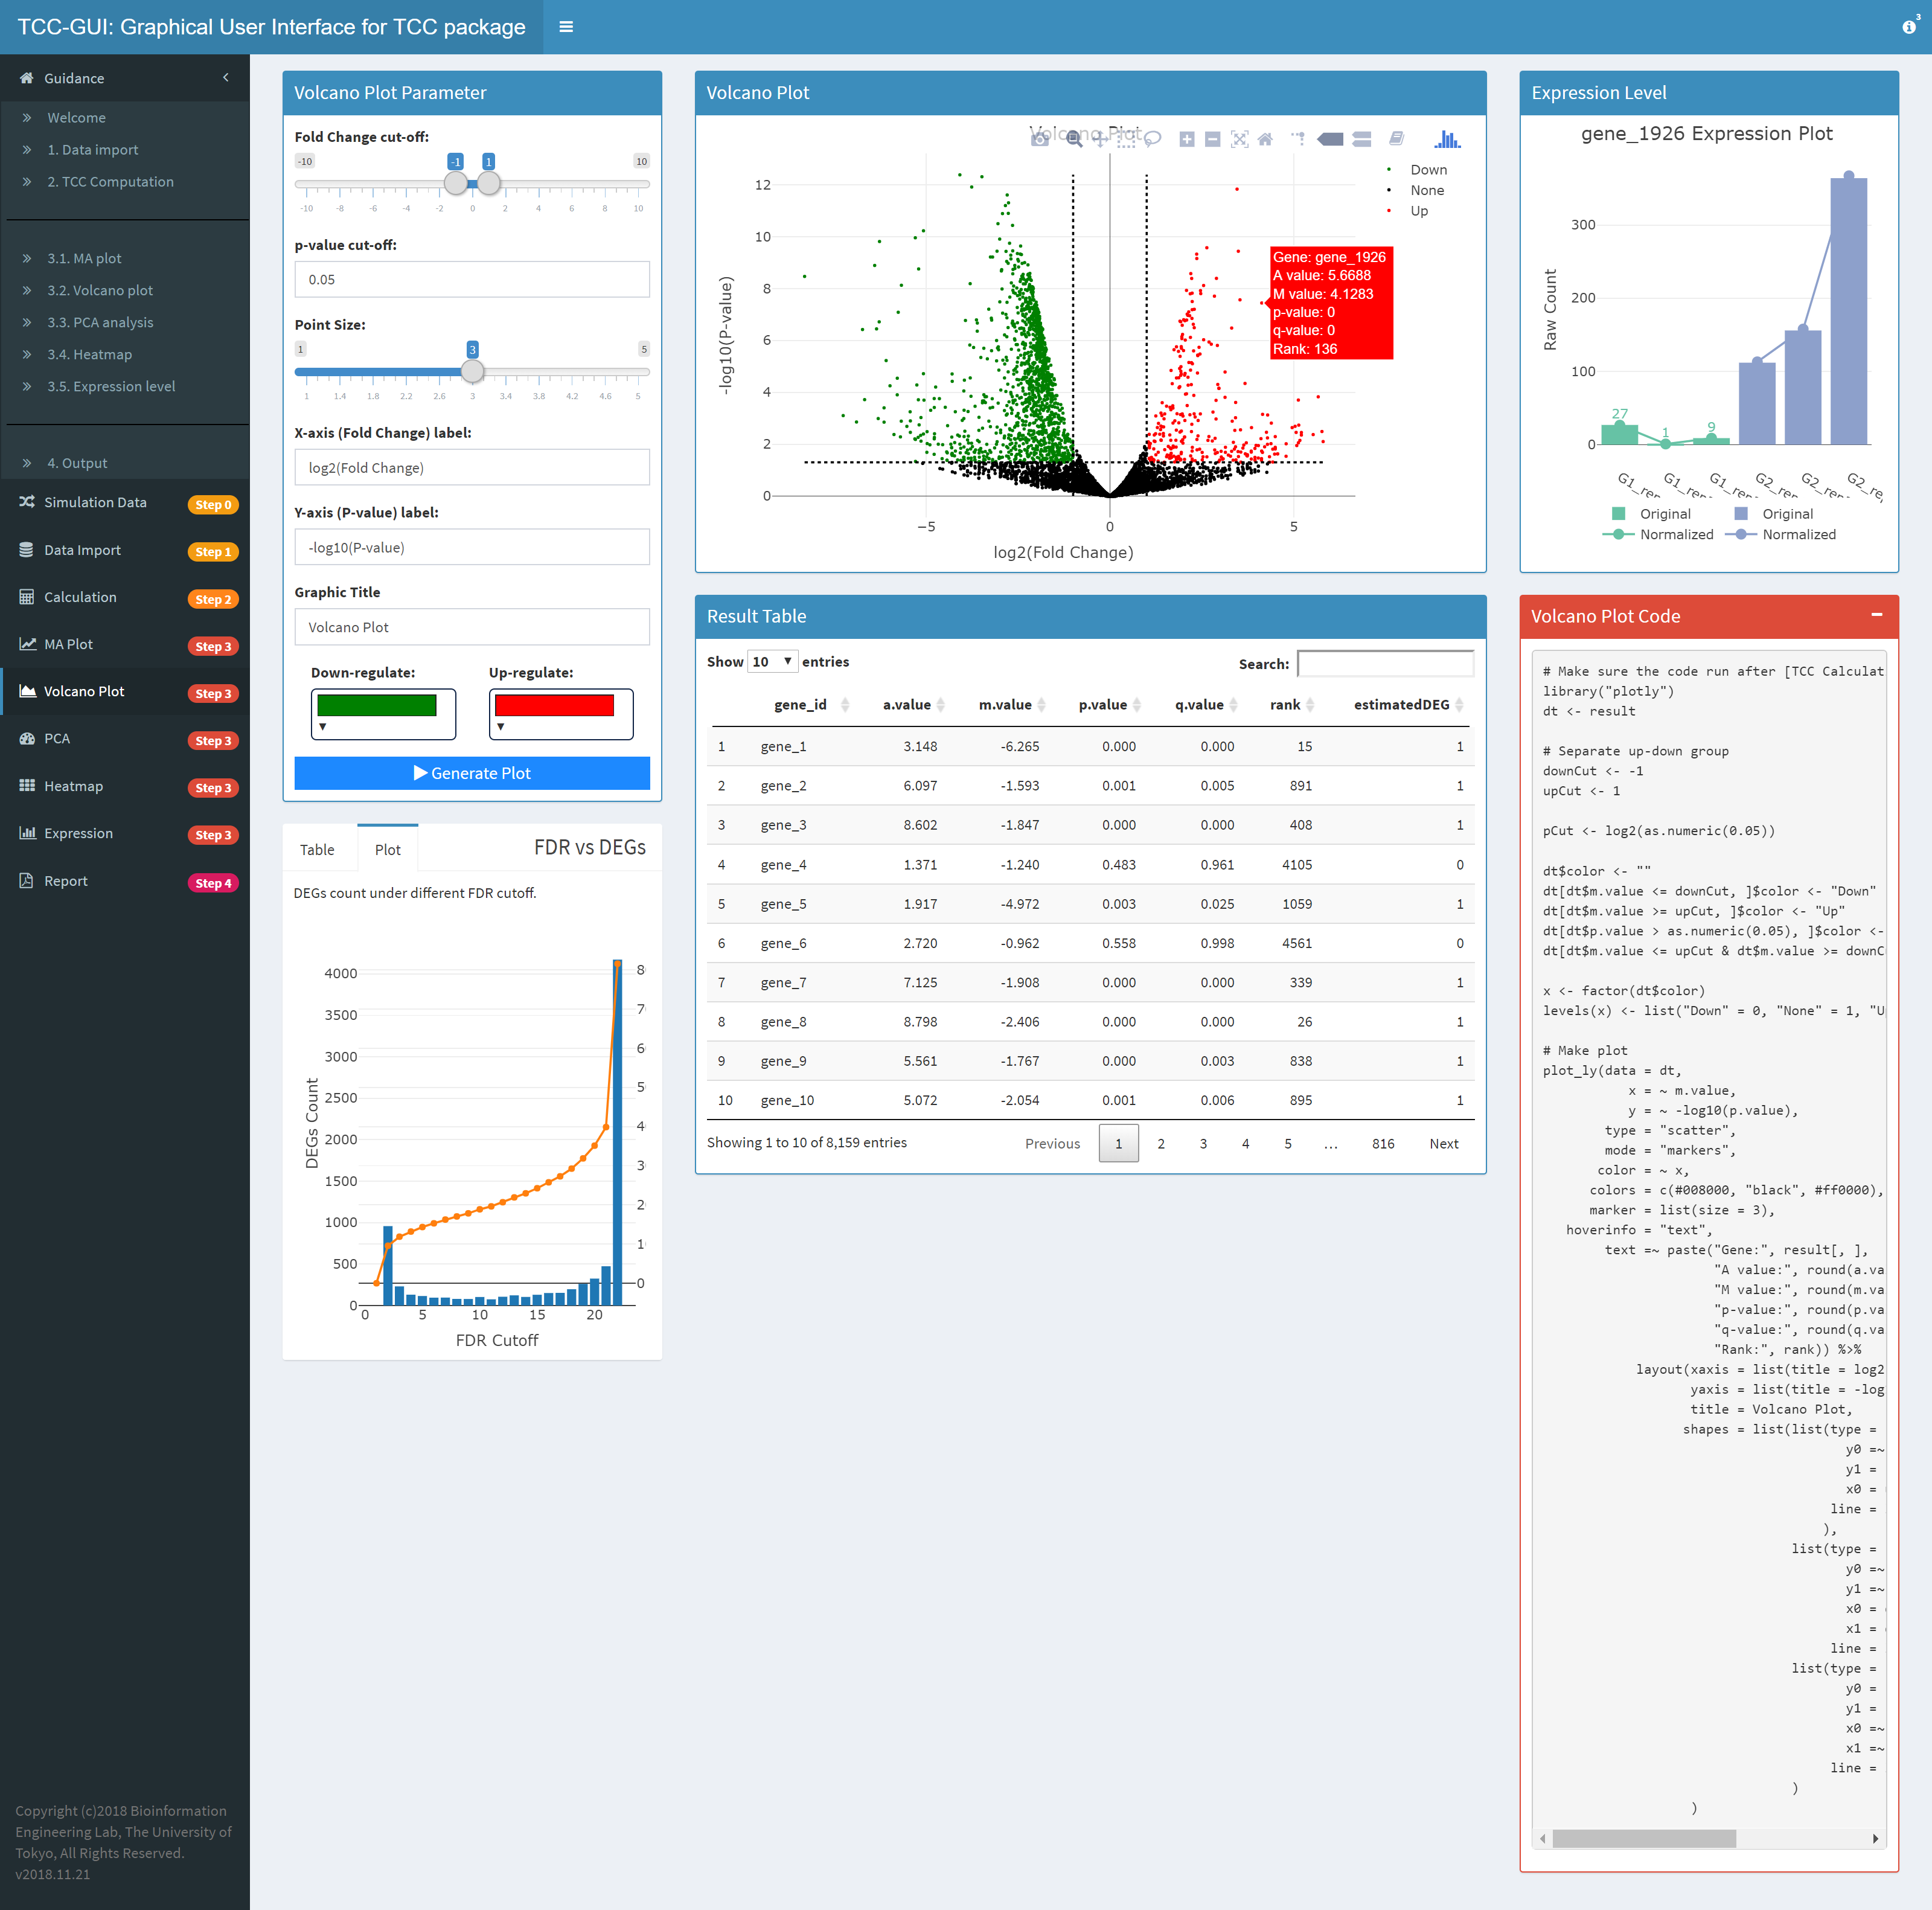 TCC-GUI: Graphical User Interface for TCC package
3
Guidance
Welcome
1. Data import
2. TCC Computation
3.1. MA plot
3.2. Volcano plot
3.3. PCA analysis
3.4. Heatmap
3.5. Expression level
4. Output
Simulation Data Step 0
Data Import Step 1
Calculation Step 2
MA Plot Step 3
Volcano Plot Step 3
PCA Step 3
Heatmap Step 3
Expression Step 3
Report Step 4
Copyright (c)2018 Bioinformation
Engineering Lab, The University of
Tokyo, All Rights Reserved.
v2018.11.21
Volcano Plot Parameter
Fold Change cut-off:
-10 -1 1 10
-10 -8 -6 -4 -2 0 2 4 6 8 10
p-value cut-off:
0.05
Point Size:
1 3 5
1 1.4 1.8 2.2 2.6 3 3.4 3.8 4.2 4.6 5
X-axis (Fold Change) label:
log2(Fold Change)
Y-axis (P-value) label:
-log10(P-value)
Graphic Title
Volcano Plot
Down-regulate: Up-regulate:
Generate Plot
Table Plot FDR vs DEGs
DEGs count under different FDR cutoff.
4000
3500
3000
2500
2000
1500
1000
500
0
8
7
6
5
4
3
2
1
0
0 5 10 15 20
DEGs Count
FDR Cutoff
Volcano Plot
Volcano Plot
Down
None
Up
12
10
8
6
4
2
0
−5 0 5
-log10(P-value)
log2(Fold Change)
Gene: gene_1926
A value: 5.6688
M value: 4.1283
p-value: 0
q-value: 0
Rank: 136
Result Table
Show 10 entries Search:
gene_id a.value m.value p.value q.value rank estimatedDEG
1 gene_1 3.148 -6.265 0.000 0.000 15 1
2 gene_2 6.097 -1.593 0.001 0.005 891 1
3 gene_3 8.602 -1.847 0.000 0.000 408 1
4 gene_4 1.371 -1.240 0.483 0.961 4105 0
5 gene_5 1.917 -4.972 0.003 0.025 1059 1
6 gene_6 2.720 -0.962 0.558 0.998 4561 0
7 gene_7 7.125 -1.908 0.000 0.000 339 1
8 gene_8 8.798 -2.406 0.000 0.000 26 1
9 gene_9 5.561 -1.767 0.000 0.003 838 1
10 gene_10 5.072 -2.054 0.001 0.006 895 1
Showing 1 to 10 of 8,159 entries Previous 1 2 3 4 5 … 816 Next
Expression Level
gene_1926 Expression Plot
300
200
100
0
Raw Count
27 1 9
G1_rep G1_rep G1_rep G2_rep G2_rep G2_re
Original Original
Normalized Normalized
Volcano Plot Code
# Make sure the code run after [TCC Calculat
library("plotly")
dt <- result
# Separate up-down group
downCut <- -1
upCut <- 1
pCut <- log2(as.numeric(0.05))
dt$color <- ""
dt[dt$m.value <= downCut, ]$color <- "Down"
dt[dt$m.value >= upCut, ]$color <- "Up"
dt[dt$p.value > as.numeric(0.05), ]$color <-
dt[dt$m.value <= upCut & dt$m.value >= downC
x <- factor(dt$color)
levels(x) <- list("Down" = 0, "None" = 1, "U
# Make plot
plot_ly(data = dt,
x = ~ m.value,
y = ~ -log10(p.value),
type = "scatter",
mode = "markers",
color = ~ x,
colors = c(#008000, "black", #ff0000),
marker = list(size = 3),
hoverinfo = "text",
text =~ paste("Gene:", result[, ],
"A value:", round(a.va
"M value:", round(m.va
"p-value:", round(p.va
"q-value:", round(q.va
"Rank:", rank)) %>%
layout(xaxis = list(title = log2
yaxis = list(title = -log
title = Volcano Plot,
shapes = list(list(type =
y0 =~
y1 =
x0 =
line =
),
list(type =
y0 =~
y1 =~
x0 =
x1 =
line =
list(type =
y0 =
y1 =
x0 =~
x1 =~
line =
)
)